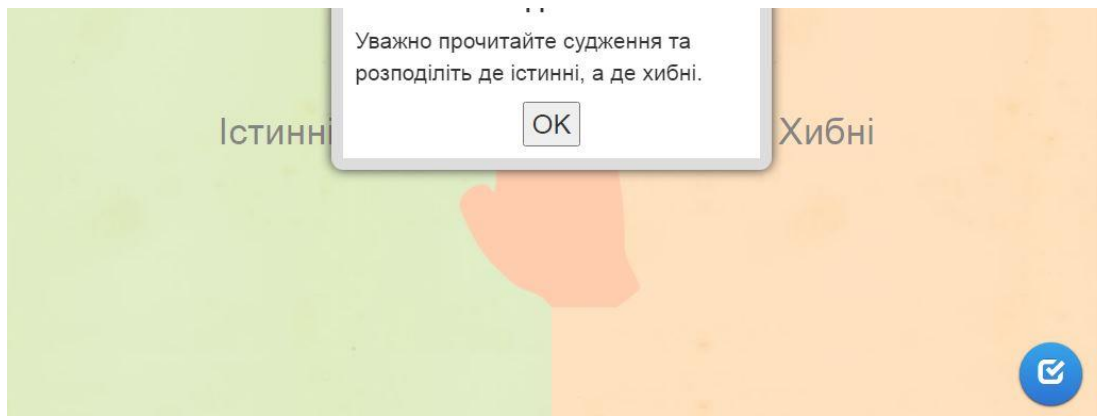 Уважно прочитайте судження та
розподіліть де істинні, а де хибні.
Істинні
OK
Хибні